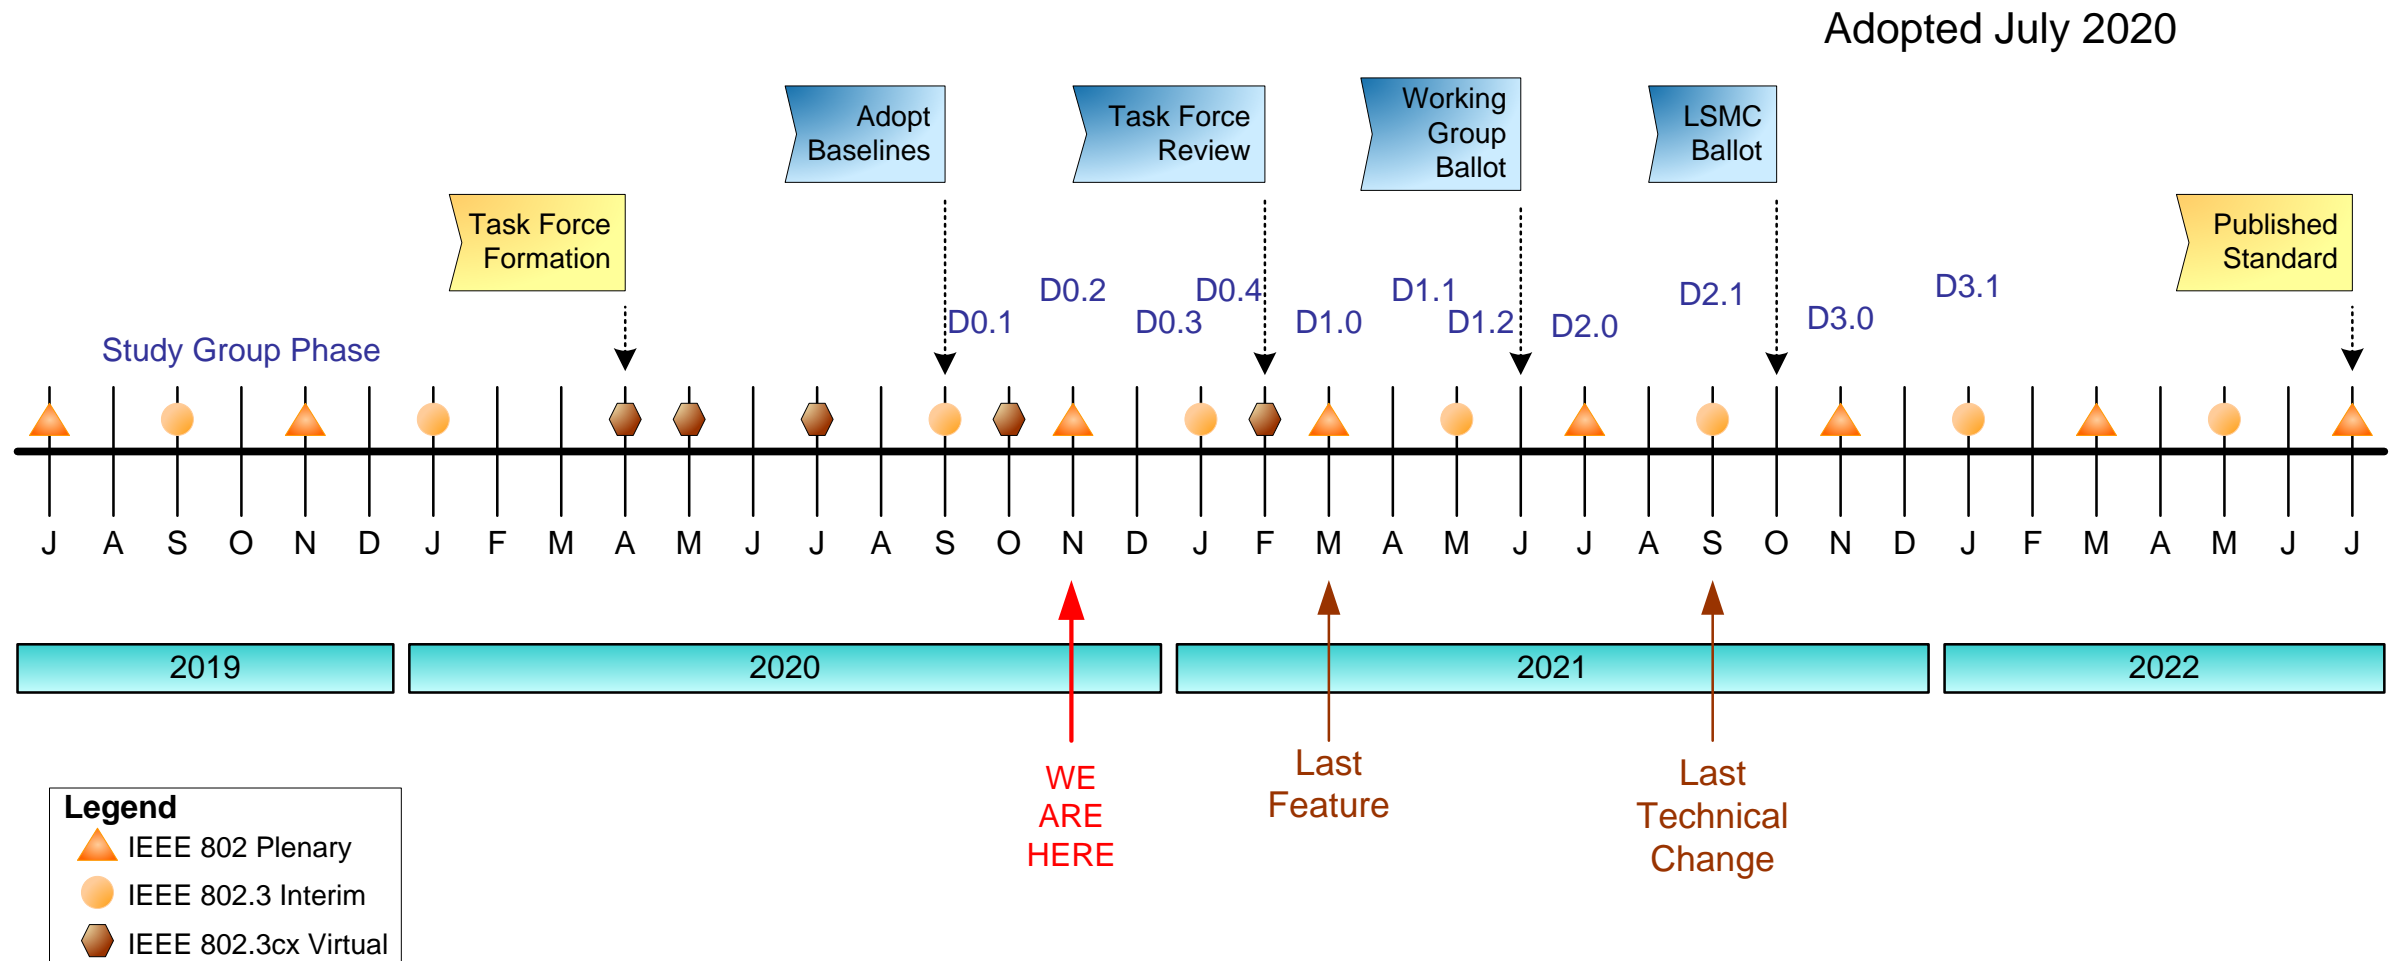 Adopted July 2020
Adopt
Baselines
Task Force
Review
Working
Group
Ballot
LSMC
Ballot
Task Force
Formation
Published
Standard
D0.2
D0.4
D1.1
D2.1
D3.1
D0.1
D0.3
D1.0
D1.2
D2.0
D3.0
Study Group Phase
J A S O N D J F M A M J J A S O N D J F M A M J J A S O N D J F M A M J J
2019 2020 2021 2022
WE
ARE
HERE
Last
Feature
Last
Technical
Change
Legend
IEEE 802 Plenary
IEEE 802.3 Interim
IEEE 802.3cx Virtual